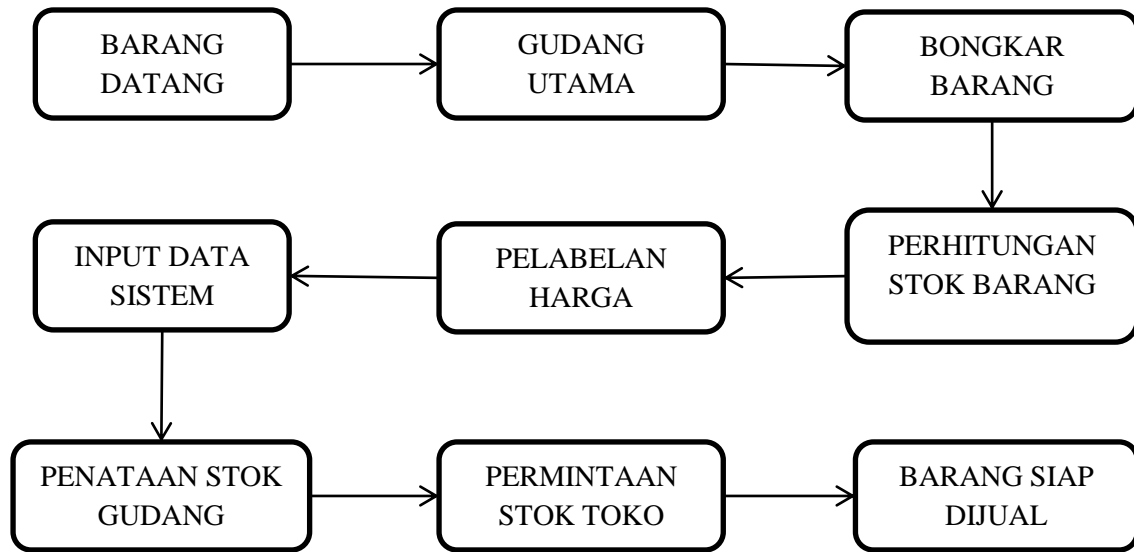 BARANG
DATANG
GUDANG
UTAMA
BONGKAR
BARANG
PERHITUNGAN
STOK BARANG
PELABELAN
HARGA
INPUT DATA
SISTEM
PENATAAN STOK
GUDANG
PERMINTAAN
STOK TOKO
BARANG SIAP
DIJUAL